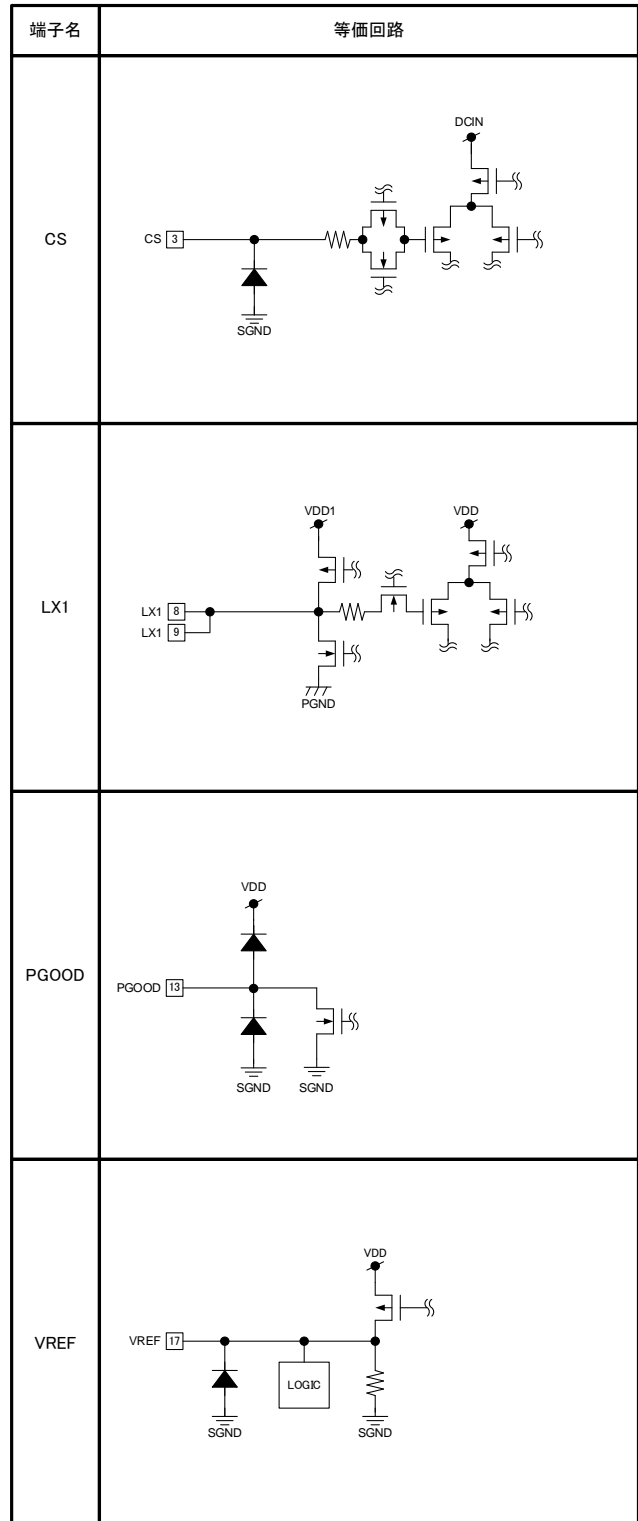 端子名 等価回路
CS
DCIN
CS 3
SGND
LX1
VDD1 VDD
LX1 8
LX1 9
PGND
PGOOD
VDD
PGOOD 13
SGND SGND
VREF
VDD
VREF 17
LOGIC
SGND SGND